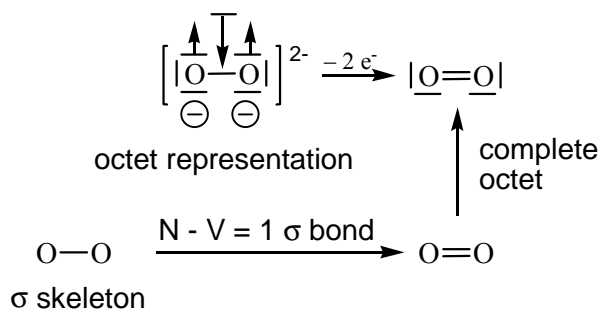 [|O—O|]2- – 2 e- |O=O|
⊖ ⊖
octet representation
complete
octet
N - V = 1 σ bond
O—O O=O
σ skeleton